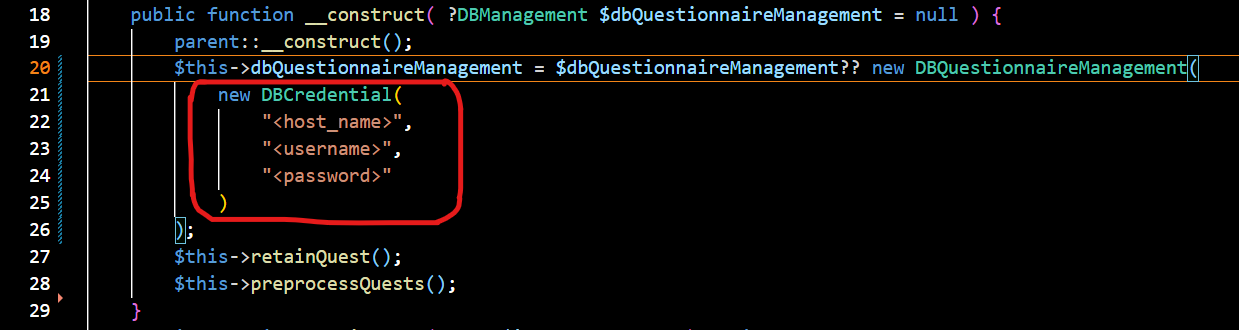 18 public function __construct( ?DBManagement $dbQuestionnaireManagement = null ) {
19 parent::__construct();
20 $this->dbQuestionnaireManagement = $dbQuestionnaireManagement?? new DBQuestionnaireManagement(
21 new DBCredential(
22 "<host_name>",
23 "<username>",
24 "<password>"
25 )
26 );
27 $this->retainQuest();
28 $this->preprocessQuests();
29 }